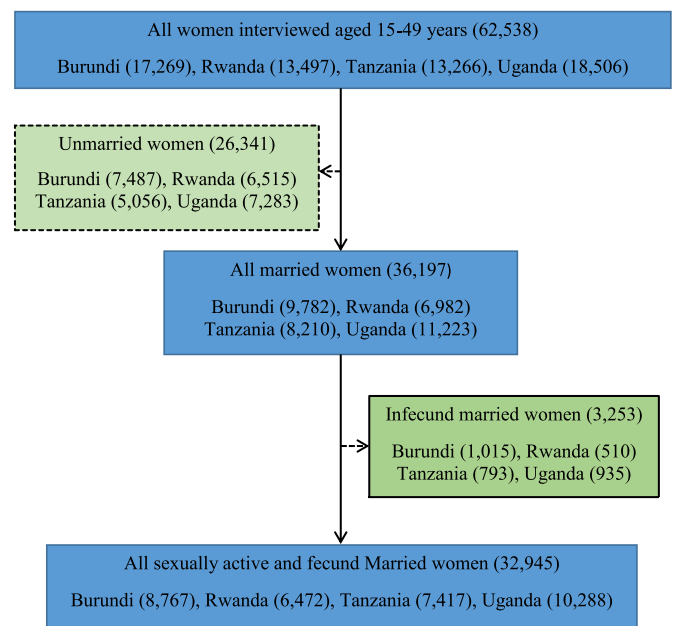 All women interviewed aged 15-49 years (62,538)
Burundi (17,269), Rwanda (13,497), Tanzania (13,266), Uganda (18,506)
Unmarried women (26,341)
Burundi (7,487), Rwanda (6,515)
Tanzania (5,056), Uganda (7,283)
All married women (36,197)
Burundi (9,782), Rwanda (6,982)
Tanzania (8,210), Uganda (11,223)
Infecund married women (3,253)
Burundi (1,015), Rwanda (510)
Tanzania (793), Uganda (935)
All sexually active and fecund Married women (32,945)
Burundi (8,767), Rwanda (6,472), Tanzania (7,417), Uganda (10,288)